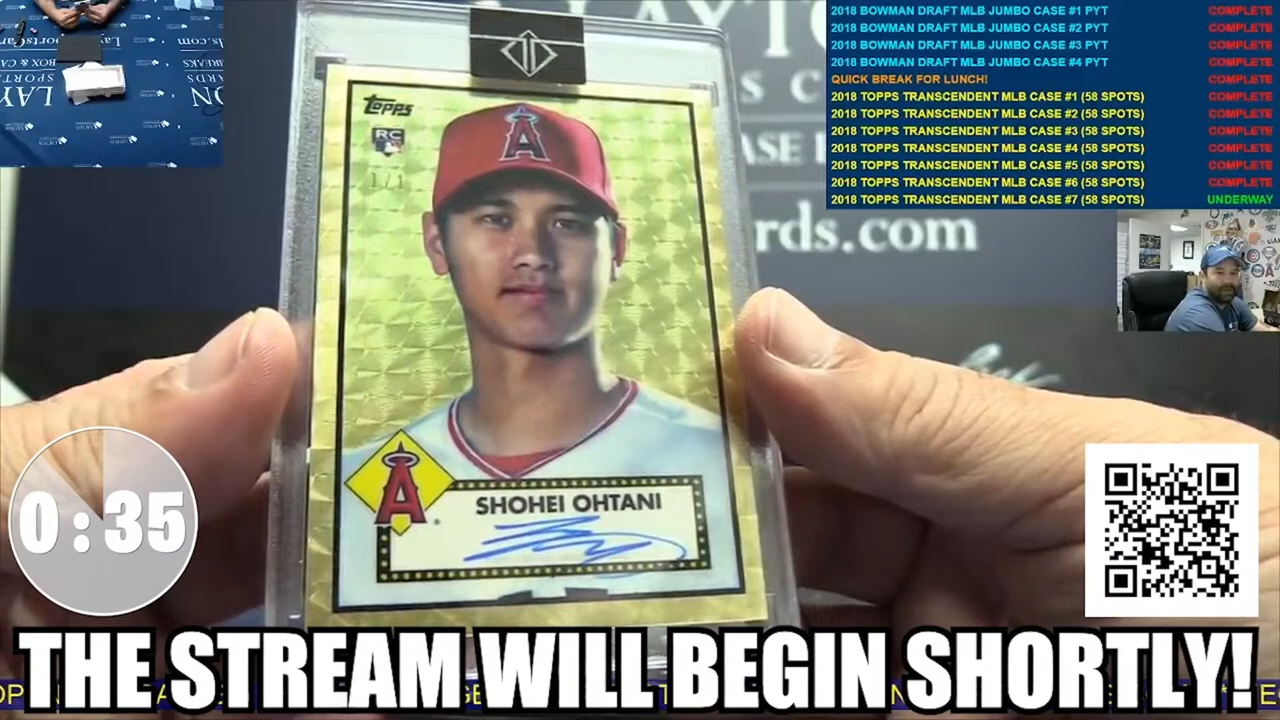 2018 BOWMAN DRAFT MLB JUMBO CASE #1 PYT COMPLETE
2018 BOWMAN DRAFT MLB JUMBO CASE #2 PYT COMPLETE
2018 BOWMAN DRAFT MLB JUMBO CASE #3 PYT COMPLETE
2018 BOWMAN DRAFT MLB JUMBO CASE #4 PYT COMPLETE
QUICK BREAK FOR LUNCH! COMPLETE
2018 TOPPS TRANSCENDENT MLB CASE #1 (58 SPOTS) COMPLETE
2018 TOPPS TRANSCENDENT MLB CASE #2 (58 SPOTS) COMPLETE
2018 TOPPS TRANSCENDENT MLB CASE #3 (58 SPOTS) COMPLETE
2018 TOPPS TRANSCENDENT MLB CASE #4 (58 SPOTS) COMPLETE
2018 TOPPS TRANSCENDENT MLB CASE #5 (58 SPOTS) COMPLETE
2018 TOPPS TRANSCENDENT MLB CASE #6 (58 SPOTS) COMPLETE
2018 TOPPS TRANSCENDENT MLB CASE #7 (58 SPOTS) UNDERWAY
Topps
RC
1/1
A
rds.com
A
SHOHEI OHTANI
0:35
THE STREAM WILL BEGIN SHORTLY!